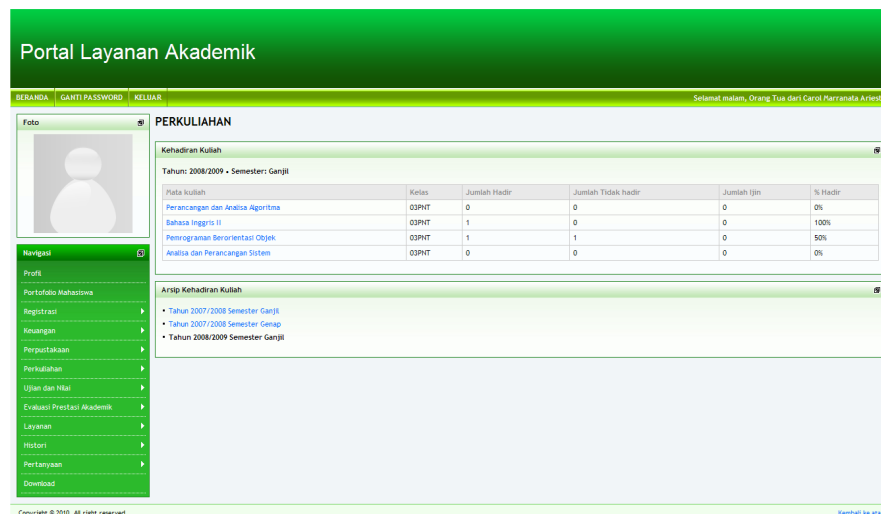 Portal Layanan Akademik
BERANDA GANTI PASSWORD KELUAR Selamat malam, Orang Tua dari Carol Marranata Ariest
Foto
PERKULIAHAN
Kehadiran Kuliah
Tahun: 2008/2009 • Semester: Ganjil
Mata kuliah Kelas Jumlah Hadir Jumlah Tidak hadir Jumlah Ijin % Hadir
Perancangan dan Analisa Algoritma 03PNT 0 0 0 0%
Bahasa Inggris II 03PNT 1 0 0 100%
Pemrograman Berorientasi Objek 03PNT 1 1 0 50%
Analisa dan Perancangan Sistem 03PNT 0 0 0 0%
Arsip Kehadiran Kuliah
• Tahun 2007/2008 Semester Ganjil
• Tahun 2007/2008 Semester Genap
• Tahun 2008/2009 Semester Ganjil
Navigasi
Profil
Portofolio Mahasiswa
Registrasi
Keuangan
Perpustakaan
Perkuliahan
Ujian dan Nilai
Evaluasi Prestasi Akademik
Layanan
Histori
Pertanyaan
Download
Copyright © 2010. All right reserved. Kembali ke ata